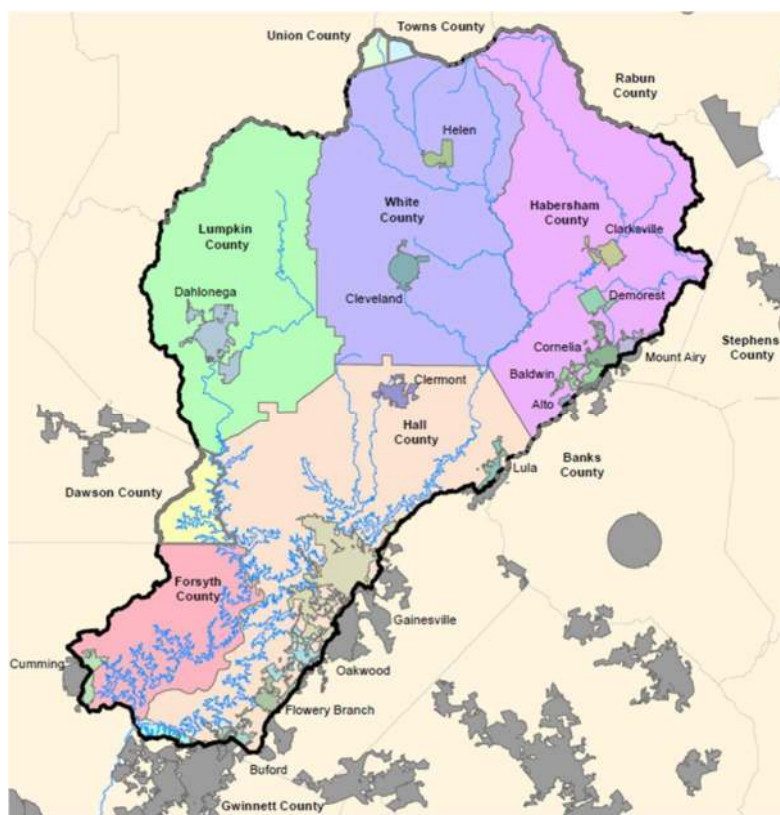 Union County
Towns County
Rabun
County
Helen
White
County
Habersham
County
Lumpkin
County
Clarksville
Dahlonega
Cleveland
Demorest
Stephens
County
Cornelia
Mount Airy
Baldwin
Clermont
Alto
Hall
County
Banks
County
Lula
Dawson County
Forsyth
County
Gainesville
Cumming
Oakwood
Flowery Branch
Buford
Gwinnett County